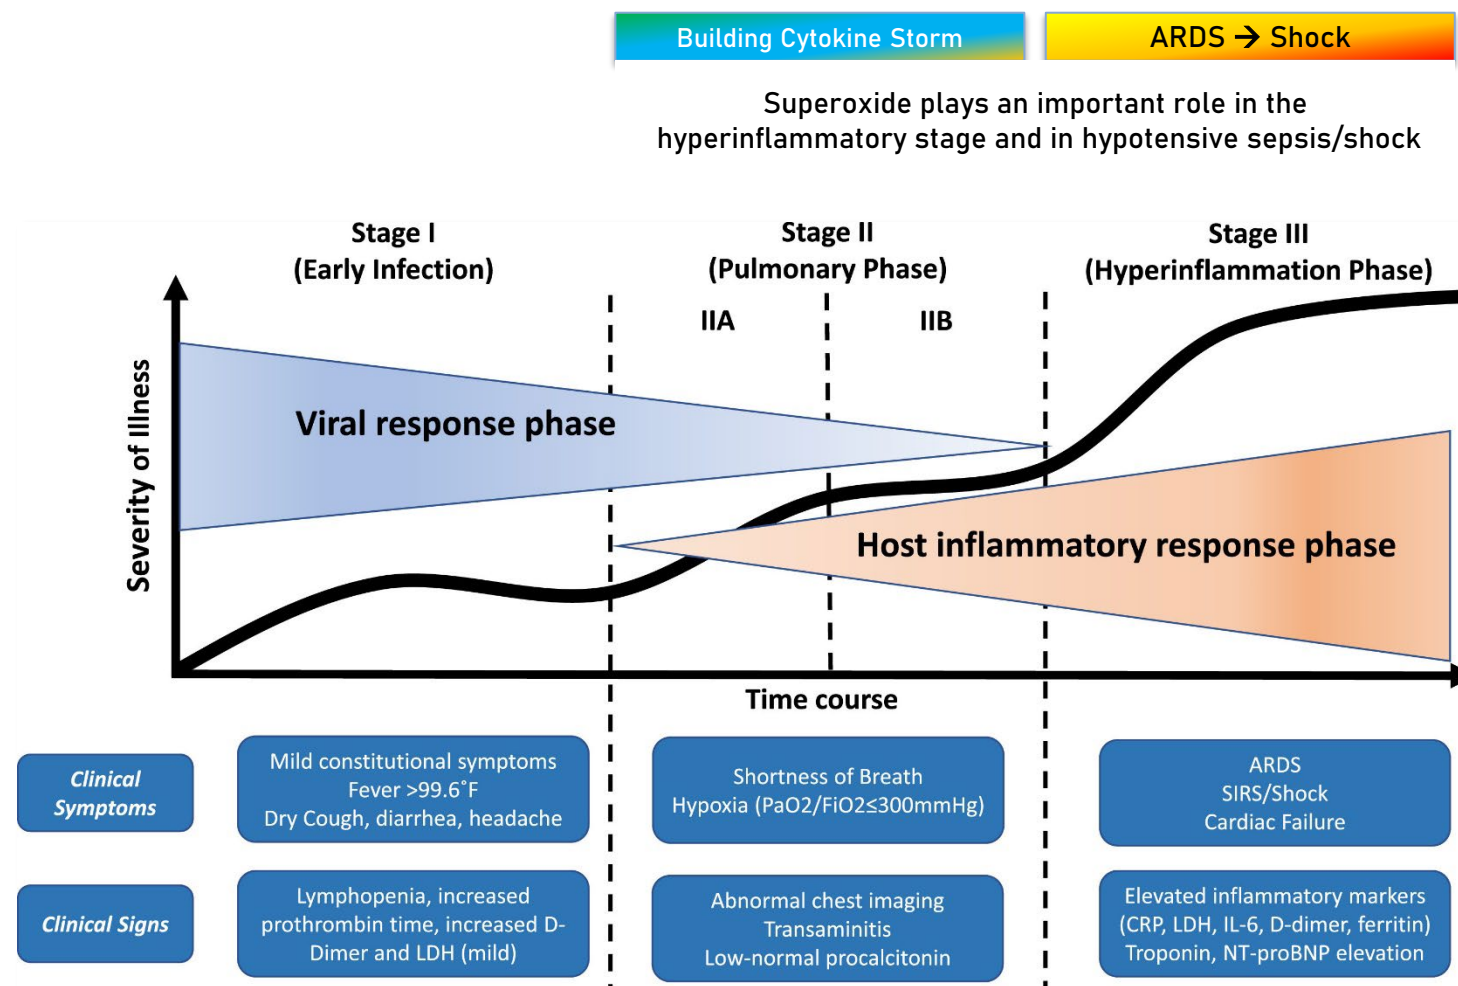 Building Cytokine Storm
ARDS → Shock
Superoxide plays an important role in the
hyperinflammatory stage and in hypotensive sepsis/shock
Stage I
(Early Infection)
Stage II
(Pulmonary Phase)
Stage III
(Hyperinflammation Phase)
IIA
IIB
Severity of Illness
Viral response phase
Host inflammatory response phase
Time course
Clinical
Symptoms
Mild constitutional symptoms
Fever >99.6°F
Dry Cough, diarrhea, headache
Shortness of Breath
Hypoxia (PaO2/FiO2≤300mmHg)
ARDS
SIRS/Shock
Cardiac Failure
Clinical Signs
Lymphopenia, increased
prothrombin time, increased D-
Dimer and LDH (mild)
Abnormal chest imaging
Transaminitis
Low-normal procalcitonin
Elevated inflammatory markers
(CRP, LDH, IL-6, D-dimer, ferritin)
Troponin, NT-proBNP elevation